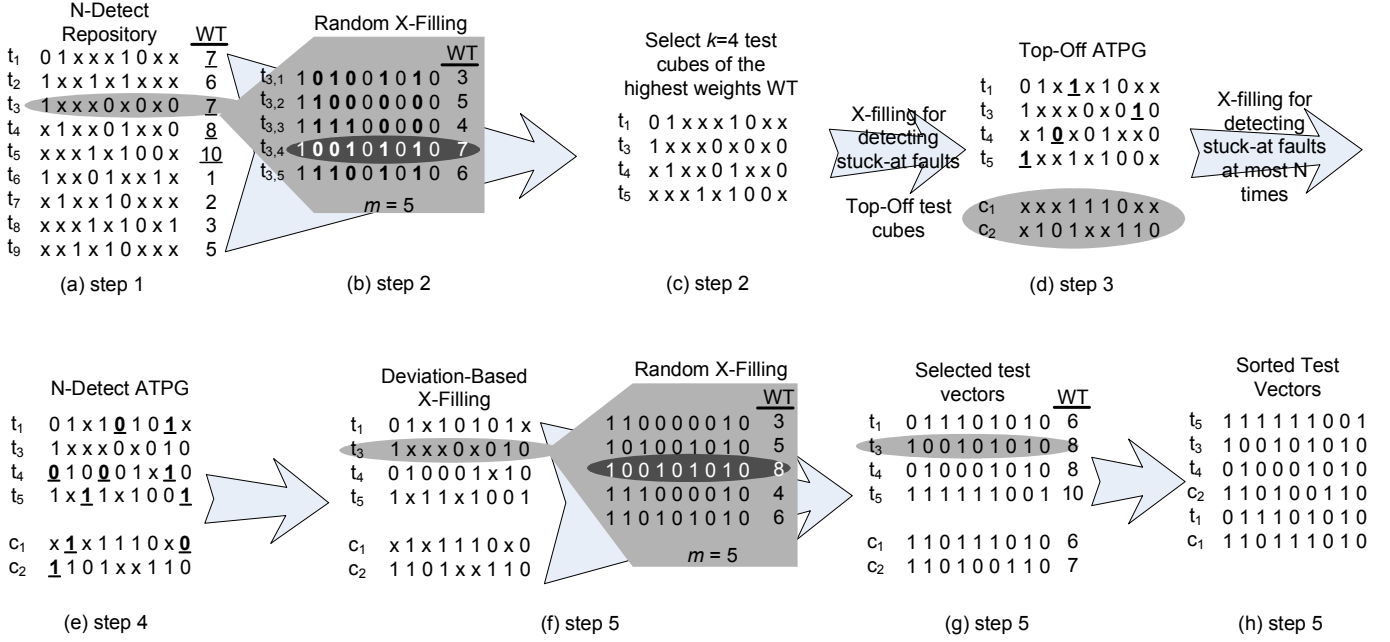 N-Detect
Repository WT
t1 0 1 x x x 1 0 x x 7
t2 1 x x 1 x 1 x x x 6
t3 1 x x x 0 x 0 x 0 7
t4 x 1 x x 0 1 x x 0 8
t5 x x x 1 x 1 0 0 x 10
t6 1 x x 0 1 x x 1 x 1
t7 x 1 x x 1 0 x x x 2
t8 x x x 1 x 1 0 x 1 3
t9 x x 1 x 1 0 x x x 5
(a) step 1
Random X-Filling
WT
t3,1 1 0 1 0 0 1 0 1 0 3
t3,2 1 1 0 0 0 0 0 0 0 5
t3,3 1 1 1 1 0 0 0 0 0 4
t3,4 1 0 0 1 0 1 0 1 0 7
t3,5 1 1 1 0 0 1 0 1 0 6
m = 5
(b) step 2
Select k=4 test
cubes of the
highest weights WT
t1 0 1 x x x 1 0 x x
t3 1 x x x 0 x 0 x 0
t4 x 1 x x 0 1 x x 0
t5 x x x 1 x 1 0 0 x
(c) step 2
X-filling for
detecting
stuck-at faults
Top-Off test
cubes
Top-Off ATPG
t1 0 1 x 1 x 1 0 x x
t3 1 x x x 0 x 0 1 0
t4 x 1 0 x 0 1 x x 0
t5 1 x x 1 x 1 0 0 x
c1 x x x 1 1 1 0 x x
c2 x 1 0 1 x x 1 1 0
(d) step 3
X-filling for
detecting
stuck-at faults
at most N
times
N-Detect ATPG
t1 0 1 x 1 0 1 0 1 x
t3 1 x x x 0 x 0 1 0
t4 0 1 0 0 0 1 x 1 0
t5 1 x 1 1 x 1 0 0 1
c1 x 1 x 1 1 1 0 x 0
c2 1 1 0 1 x x 1 1 0
(e) step 4
Deviation-Based
X-Filling
t1 0 1 x 1 0 1 0 1 x
t3 1 x x x 0 x 0 1 0
t4 0 1 0 0 0 1 x 1 0
t5 1 x 1 1 x 1 0 0 1
c1 x 1 x 1 1 1 0 x 0
c2 1 1 0 1 x x 1 1 0
Random X-Filling
WT
1 1 0 0 0 0 0 1 0 3
1 0 1 0 0 1 0 1 0 5
1 0 0 1 0 1 0 1 0 8
1 1 1 0 0 0 0 1 0 4
1 1 0 1 0 1 0 1 0 6
m = 5
(f) step 5
Selected test
vectors WT
t1 0 1 1 1 0 1 0 1 0 6
t3 1 0 0 1 0 1 0 1 0 8
t4 0 1 0 0 0 1 0 1 0 8
t5 1 1 1 1 1 1 0 0 1 10
c1 1 1 0 1 1 1 0 1 0 6
c2 1 1 0 1 0 0 1 1 0 7
(g) step 5
Sorted Test
Vectors
t5 1 1 1 1 1 1 0 0 1
t3 1 0 0 1 0 1 0 1 0
t4 0 1 0 0 0 1 0 1 0
c2 1 1 0 1 0 0 1 1 0
t1 0 1 1 1 0 1 0 1 0
c1 1 1 0 1 1 1 0 1 0
(h) step 5